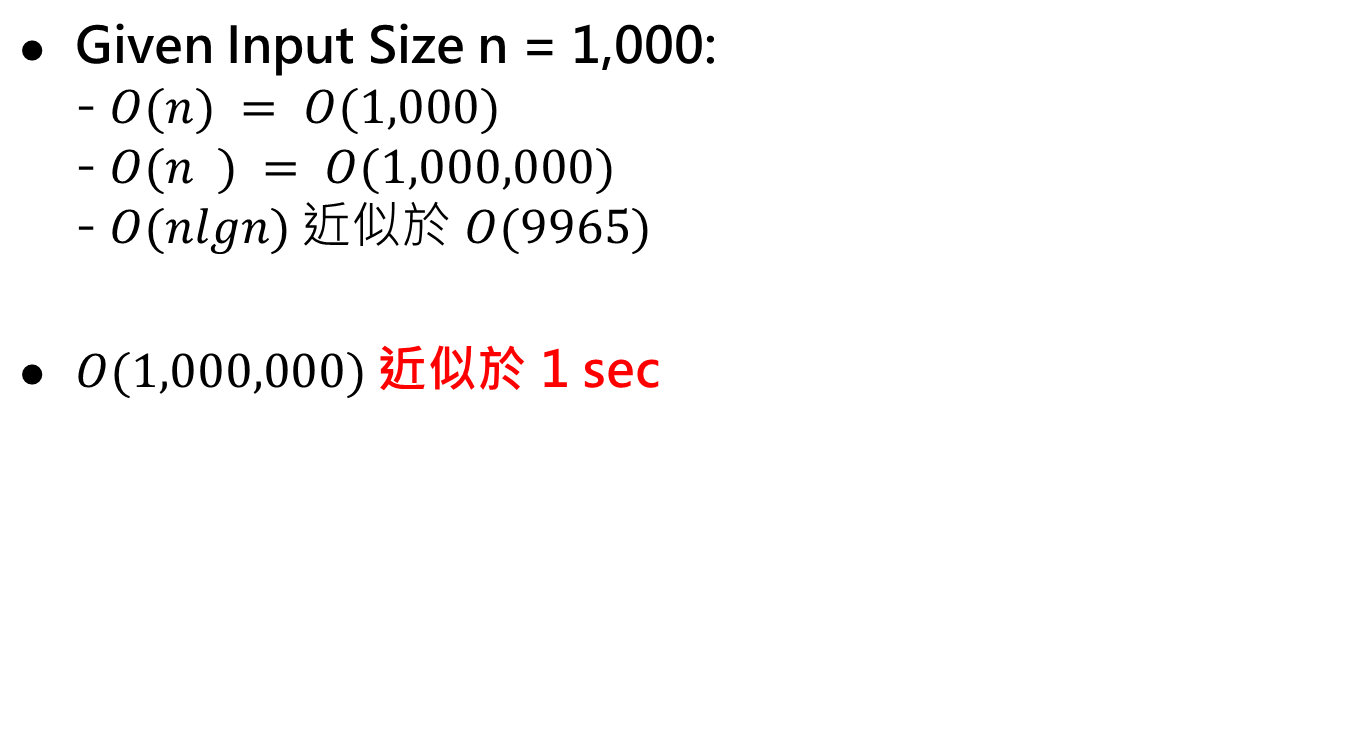 ● Given Input Size n = 1,000:
- O(n) = O(1,000)
- O(n ) = O(1,000,000)
- O(nlgn) 近似於 O(9965)
● O(1,000,000) 近似於 1 sec